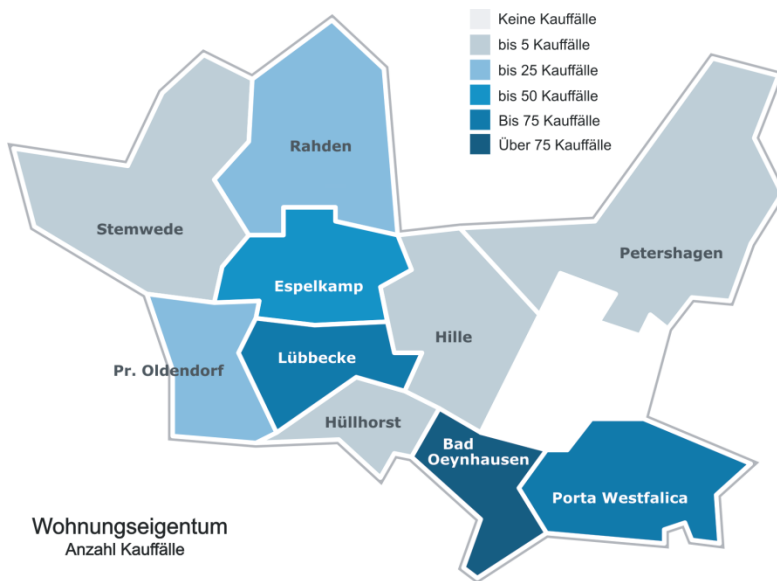 Keine Kauffälle
bis 5 Kauffälle
bis 25 Kauffälle
bis 50 Kauffälle
Bis 75 Kauffälle
Über 75 Kauffälle
Rahden
Stemwede
Petershagen
Espelkamp
Hille
Lübbecke
Pr. Oldendorf
Hüllhorst
Bad
Oeynhausen
Porta Westfalica
Wohnungseigentum
Anzahl Kauffälle